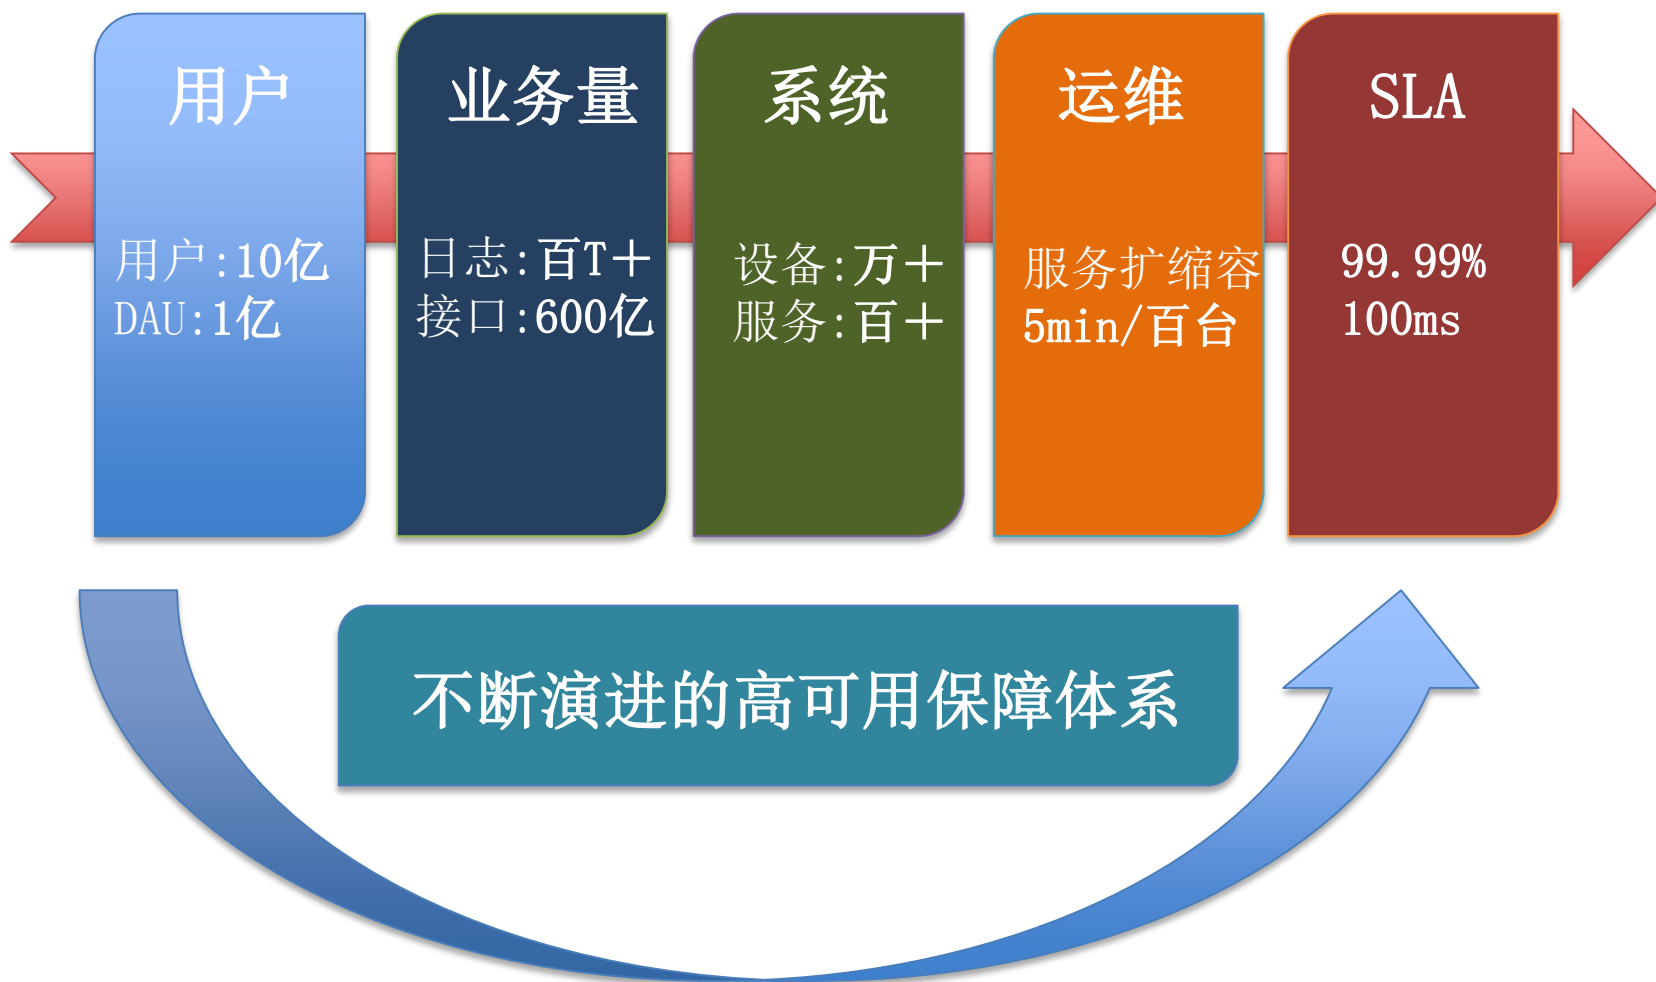 用户
用户:10亿
DAU:1亿
业务量
日志:百T+
接口:600亿
系统
设备:万+
服务:百+
运维
服务扩缩容
5min/百台
SLA
99.99%
100ms
不断演进的高可用保障体系